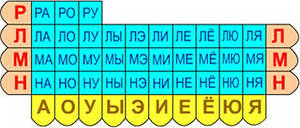 Р РА РО РУ
Л ЛА ЛО ЛУ ЛЫ ЛЭ ЛИ ЛЕ ЛЁ ЛЮ ЛЯ Л
М МА МО МУ МЫ МЭ МИ МЕ МЁ МЮ МЯ М
Н НА НО НУ НЫ НЭ НИ НЕ НЁ НЮ НЯ Н
А О У Ы Э И Е Ё Ю Я